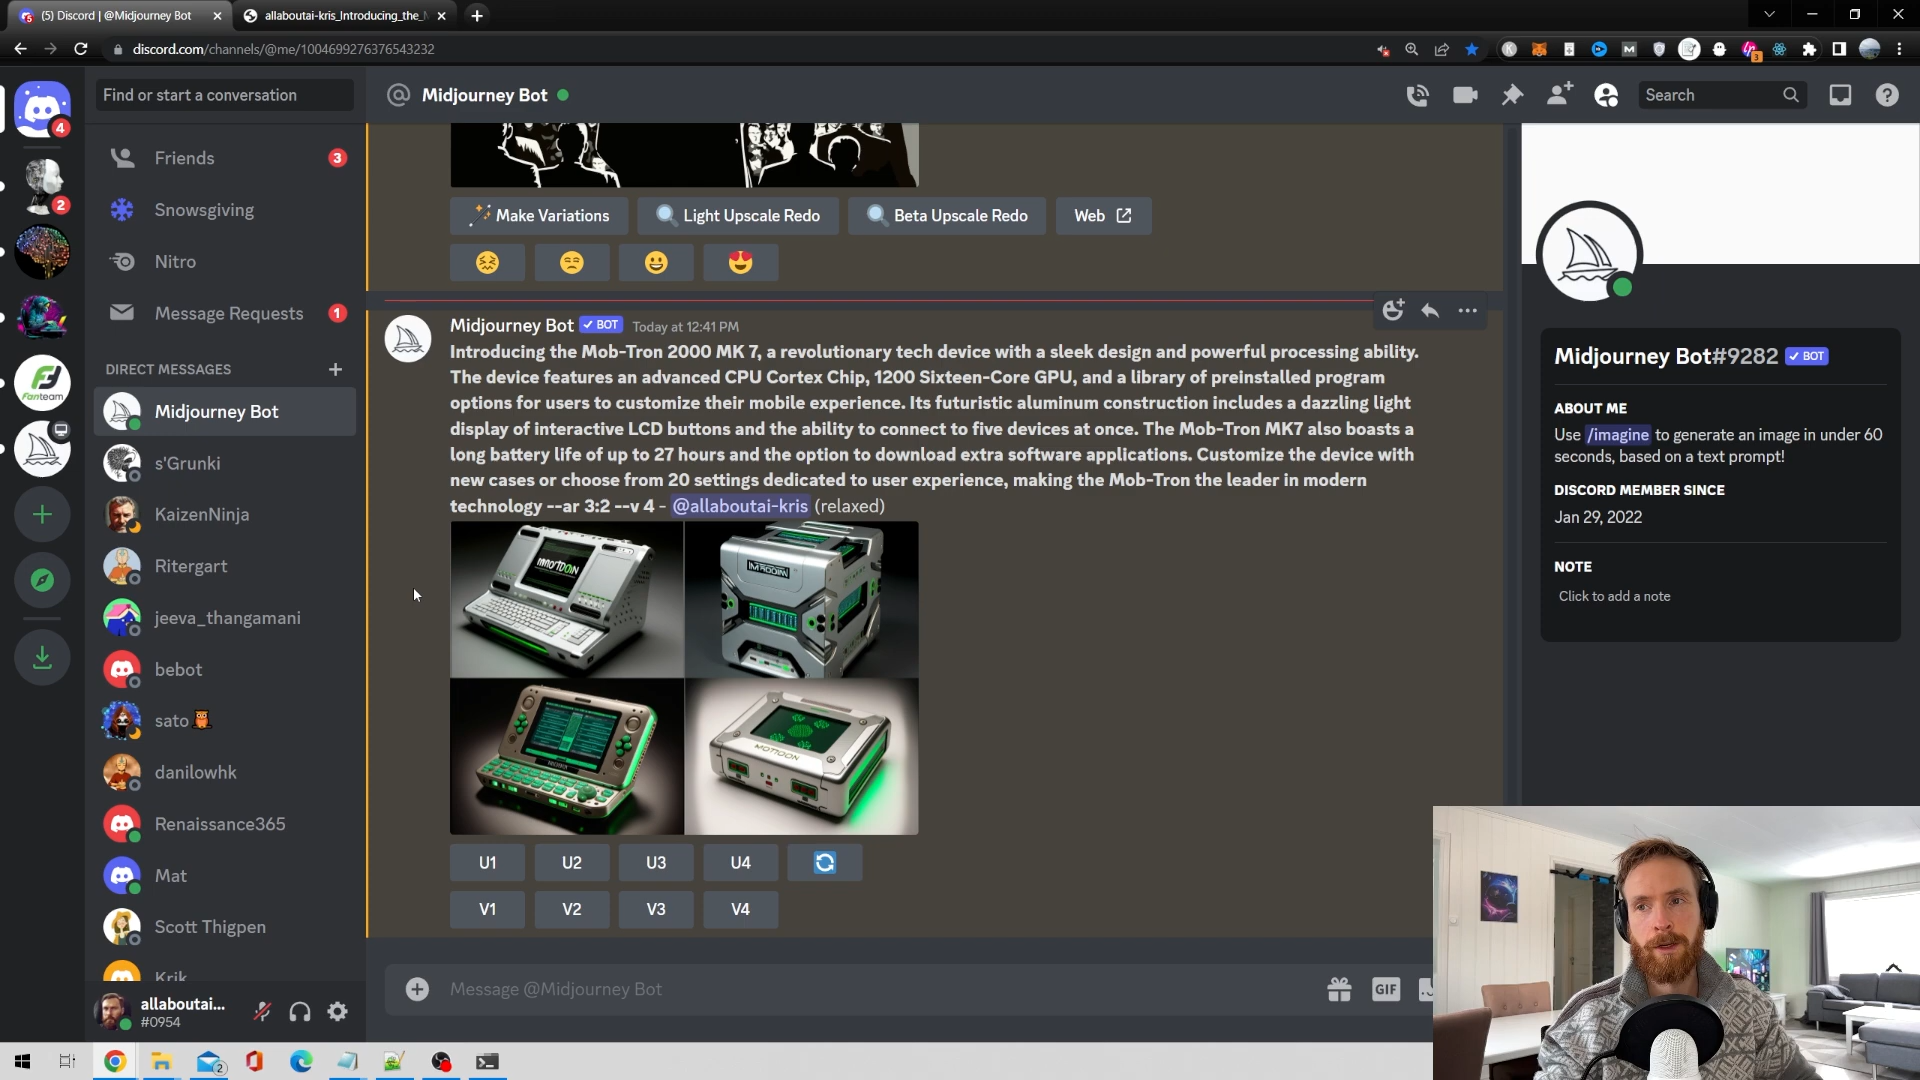 (5) Discord | @Midjourney Bot
allaboutai-kris_Introducing_the_M
discord.com/channels/@me/1004699276376543232
3
Find or start a conversation
Midjourney Bot
Search
4
Friends
3
2
Make Variations
Light Upscale Redo
Beta Upscale Redo
Web
Snowsgiving
Nitro
Message Requests
1
Midjourney Bot
BOT
Today at 12:41 PM
Introducing the Mob-Tron 2000 MK 7, a revolutionary tech device with a sleek design and powerful processing ability.
The device features an advanced CPU Cortex Chip, 1200 Sixteen-Core GPU, and a library of preinstalled program
options for users to customize their mobile experience. Its futuristic aluminum construction includes a dazzling light
display of interactive LCD buttons and the ability to connect to five devices at once. The Mob-Tron MK7 also boasts a
long battery life of up to 27 hours and the option to download extra software applications. Customize the device with
new cases or choose from 20 settings dedicated to user experience, making the Mob-Tron the leader in modern
technology --ar 3:2 --v 4 - @allaboutai-kris (relaxed)
DIRECT MESSAGES
Fanteam
Midjourney Bot
s'Grunki
KaizenNinja
Ritergart
jeeva_thangamani
bebot
sato
danilowhk
Renaissance365
Mat
Scott Thigpen
Krik
MOTIDON
U1
U2
U3
U4
V1
V2
V3
V4
Message @Midjourney Bot
GIF
allaboutai...
#0954
Midjourney Bot#9282
BOT
ABOUT ME
Use /imagine to generate an image in under 60
seconds, based on a text prompt!
DISCORD MEMBER SINCE
Jan 29, 2022
NOTE
Click to add a note
2